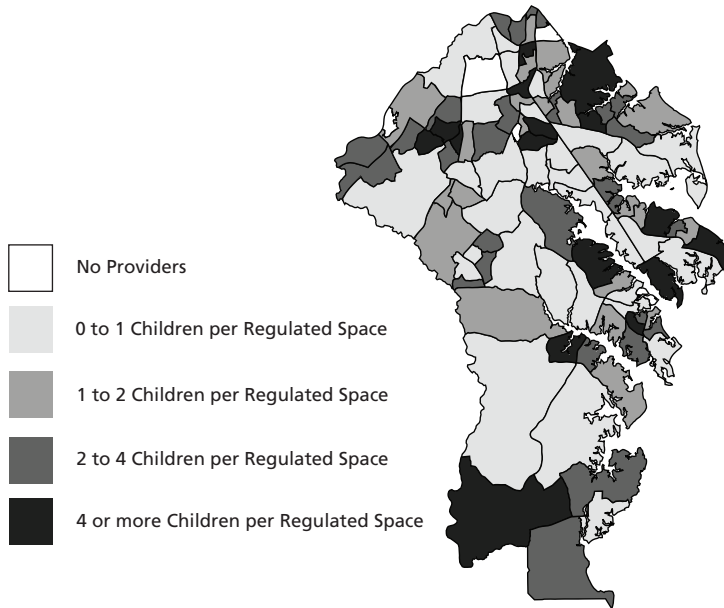 No Providers
0 to 1 Children per Regulated Space
1 to 2 Children per Regulated Space
2 to 4 Children per Regulated Space
4 or more Children per Regulated Space